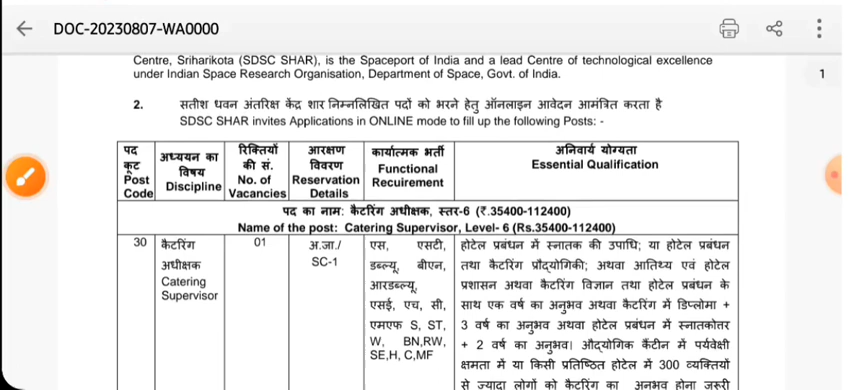 DOC-20230807-WA0000
Centre, Sriharikota (SDSC SHAR), is the Spaceport of India and a lead Centre of technological excellence
under Indian Space Research Organisation, Department of Space, Govt. of India.
1
2. सतीश धवन अंतरिक्ष केंद्र शार निम्नलिखित पदों को भरने हेतु ऑनलाइन आवेदन आमंत्रित करता है
SDSC SHAR invites Applications in ONLINE mode to fill up the following Posts: -
पद
कूट
Post
Code
अध्ययन का
विषय
Discipline
रिक्तियों
की सं.
No. of
Vacancies
आरक्षण
विवरण
Reservation
Details
कार्यात्मक भर्ती
Functional
Recuirement
अनिवार्य योग्यता
Essential Qualification
पद का नाम: कैटरिंग अधीक्षक, स्तर-6 (₹.35400-112400)
Name of the post: Catering Supervisor, Level- 6 (Rs.35400-112400)
30
कैटरिंग
अधीक्षक
Catering
Supervisor
01
अ.जा./
SC-1
एस, एसटी,
डब्ल्यू, बीएन,
आरडब्ल्यू,
एसई, एच, सी,
एमएफ S, ST,
W, BN,RW,
SE,H, C,MF
होटेल प्रबंधन में स्नातक की उपाधि; या होटेल प्रबंधन
तथा कैटरिंग प्रौद्योगिकी; अथवा आतिथ्य एवं होटेल
प्रशासन अथवा कैटरिंग विज्ञान तथा होटेल प्रबंधन के
साथ एक वर्ष का अनुभव अथवा कैटरिंग में डिप्लोमा +
3 वर्ष का अनुभव अथवा होटेल प्रबंधन में स्नातकोत्तर
+ 2 वर्ष का अनुभव। औद्योगिक कैंटीन में पर्यवेक्षी
क्षमता में या किसी प्रतिष्ठित होटेल में 300 व्यक्तियों
से ज्यादा लोगों को कैटरिंग का अनुभव होना जरूरी